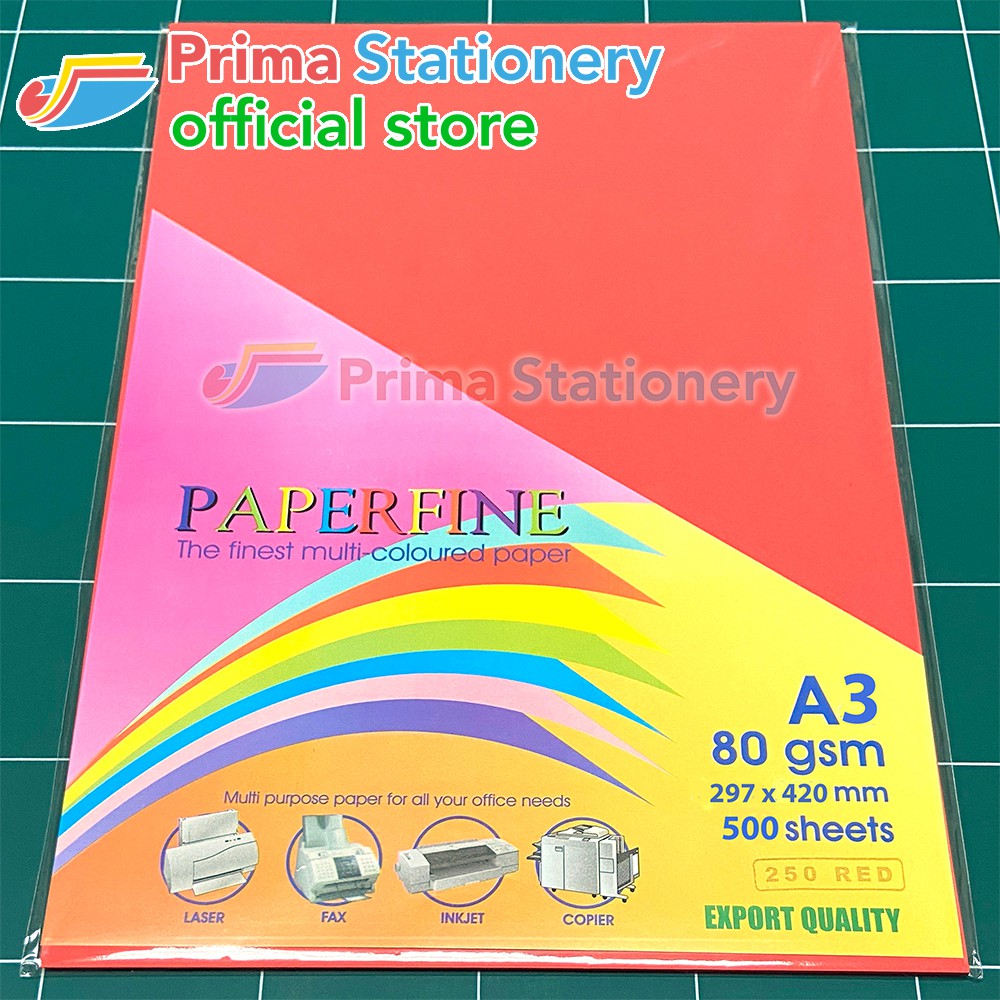 Prima Stationery
official store
Prima Stationery
PAPERFINE
The finest multi-coloured paper
A3
80 gsm
297 x 420 mm
500 sheets
250 RED
EXPORT QUALITY
Multi purpose paper for all your office needs
LASER
FAX
INKJET
COPIER